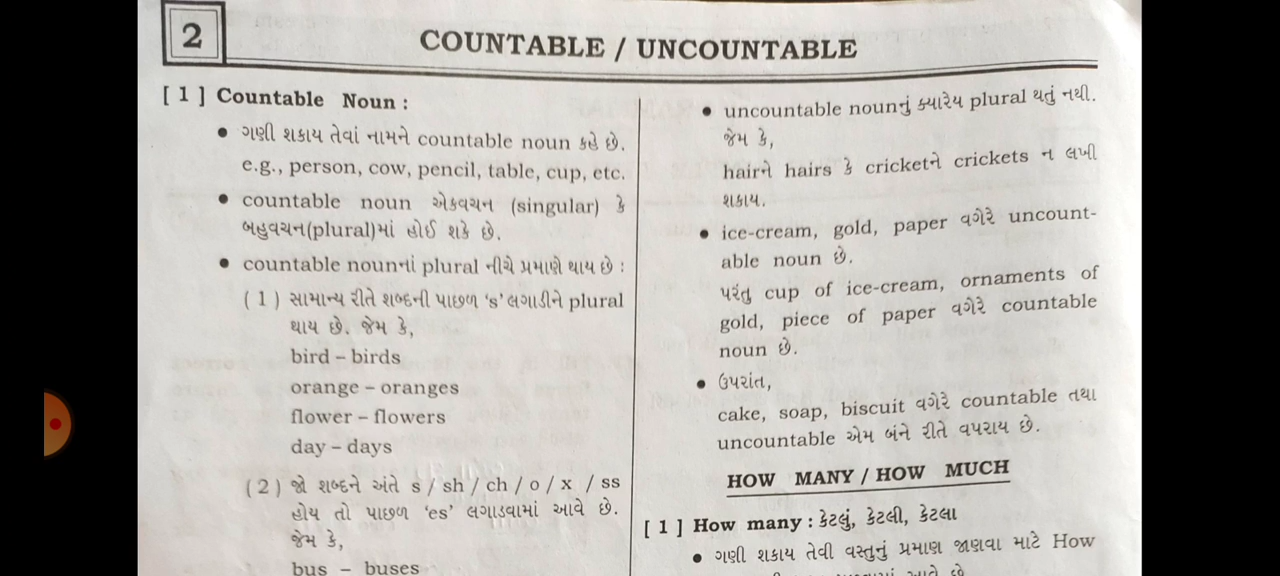 2
COUNTABLE / UNCOUNTABLE
[ 1 ] Countable Noun :
• ગણી શકાય તેવાં નામને countable noun કહે છે.
e.g., person, cow, pencil, table, cup, etc.
• countable noun એકવચન (singular) કે
બહુવચન(plural)માં હોઈ શકે છે.
• countable nounનાં plural નીચે પ્રમાણે થાય છે :
( 1 ) સામાન્ય રીતે શબ્દની પાછળ ‘s’ લગાડીને plural
થાય છે. જેમ કે,
bird – birds
orange – oranges
flower – flowers
day – days
( 2 ) જો શબ્દને અંતે s / sh / ch / o / x / ss
હોય તો પાછળ ‘es’ લગાડવામાં આવે છે.
જેમ કે,
bus – buses
• uncountable nounનું ક્યારેય plural થતું નથી.
જેમ કે,
hairને hairs કે cricketને crickets ન લખી
શકાય.
• ice-cream, gold, paper વગેરે uncount-
able noun છે.
પરંતુ cup of ice-cream, ornaments of
gold, piece of paper વગેરે countable
noun છે.
• ઉપરાંત,
cake, soap, biscuit વગેરે countable તથા
uncountable એમ બંને રીતે વપરાય છે.
HOW MANY / HOW MUCH
[ 1 ] How many : કેટલું, કેટલી, કેટલા
• ગણી શકાય તેવી વસ્તુનું પ્રમાણ જાણવા માટે How